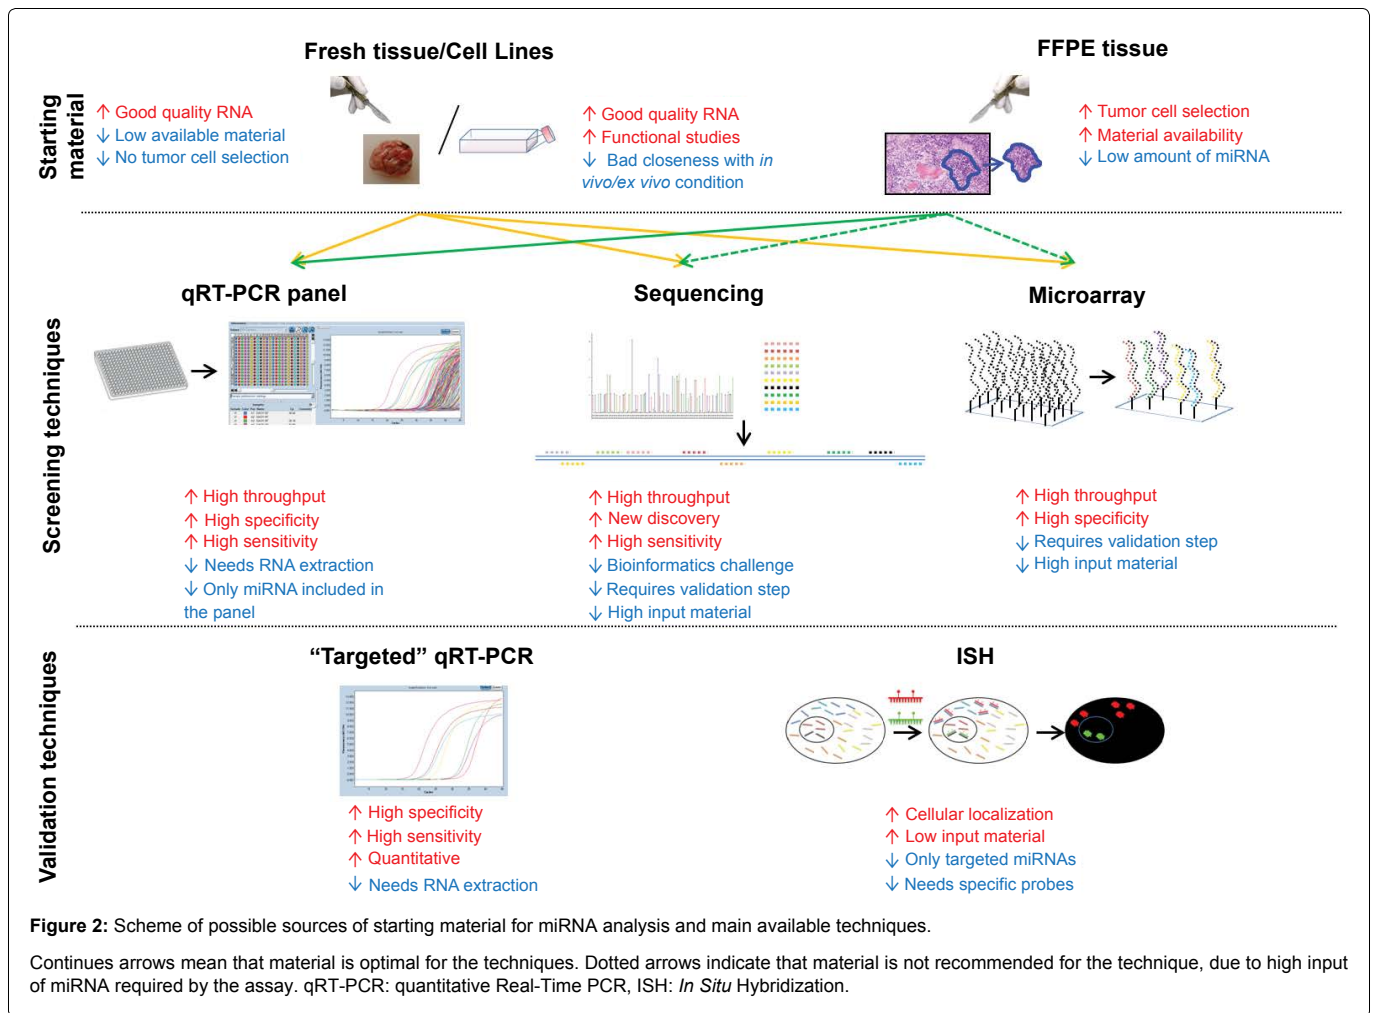 Fresh tissue/Cell Lines
FFPE tissue
Starting
material
↑ Good quality RNA
↓ Low available material
↓ No tumor cell selection
↑ Good quality RNA
↑ Functional studies
↓ Bad closeness with in
vivo/ex vivo condition
↑ Tumor cell selection
↑ Material availability
↓ Low amount of miRNA
Screening techniques
qRT-PCR panel
Sequencing
Microarray
↑ High throughput
↑ High specificity
↑ High sensitivity
↓ Needs RNA extraction
↓ Only miRNA included in
the panel
↑ High throughput
↑ New discovery
↑ High sensitivity
↓ Bioinformatics challenge
↓ Requires validation step
↓ High input material
↑ High throughput
↑ High specificity
↓ Requires validation step
↓ High input material
Validation techniques
“Targeted” qRT-PCR
ISH
↑ High specificity
↑ High sensitivity
↑ Quantitative
↓ Needs RNA extraction
↑ Cellular localization
↑ Low input material
↓ Only targeted miRNAs
↓ Needs specific probes
Figure 2: Scheme of possible sources of starting material for miRNA analysis and main available techniques.
Continues arrows mean that material is optimal for the techniques. Dotted arrows indicate that material is not recommended for the technique, due to high input
of miRNA required by the assay. qRT-PCR: quantitative Real-Time PCR, ISH: In Situ Hybridization.